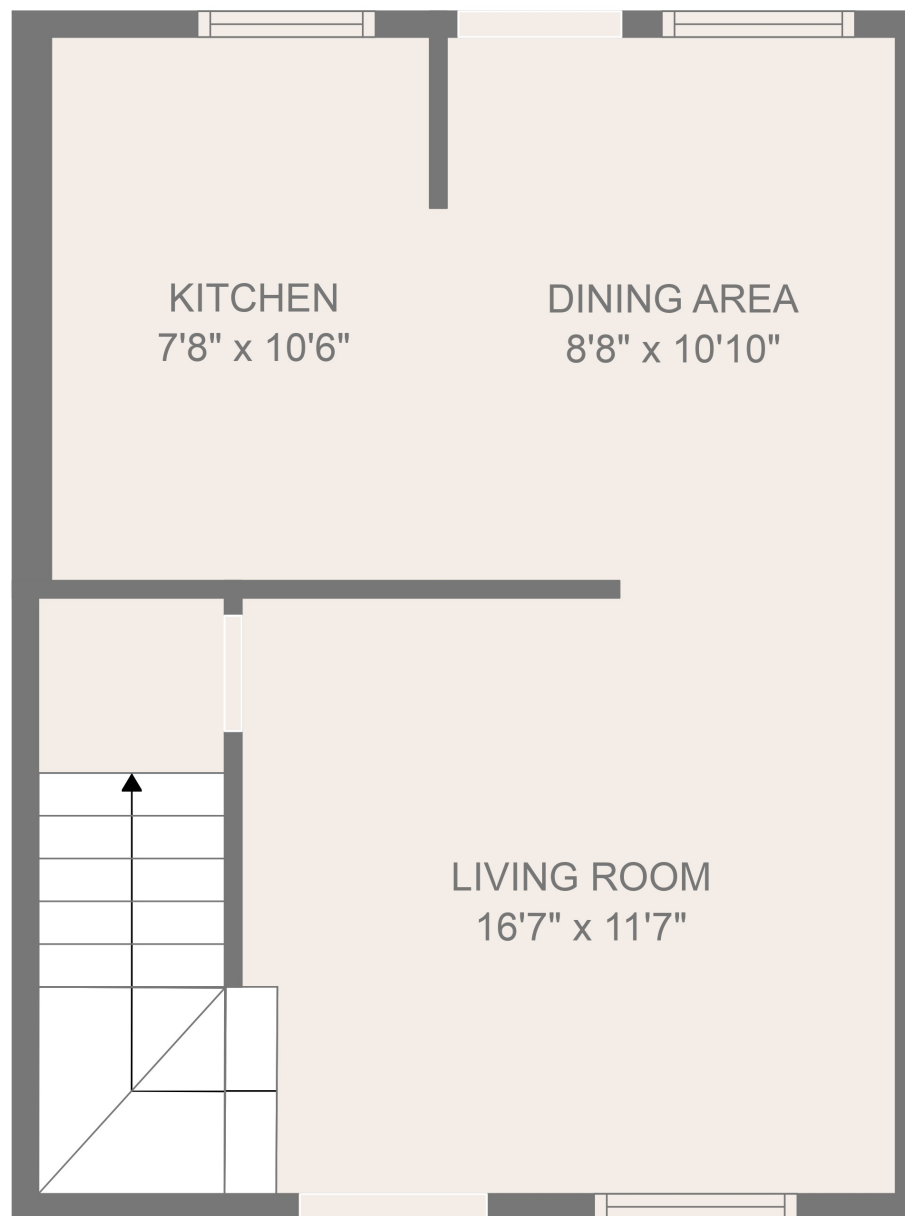 KITCHEN
7'8" x 10'6"
DINING AREA
8'8" x 10'10"
LIVING ROOM
16'7" x 11'7"